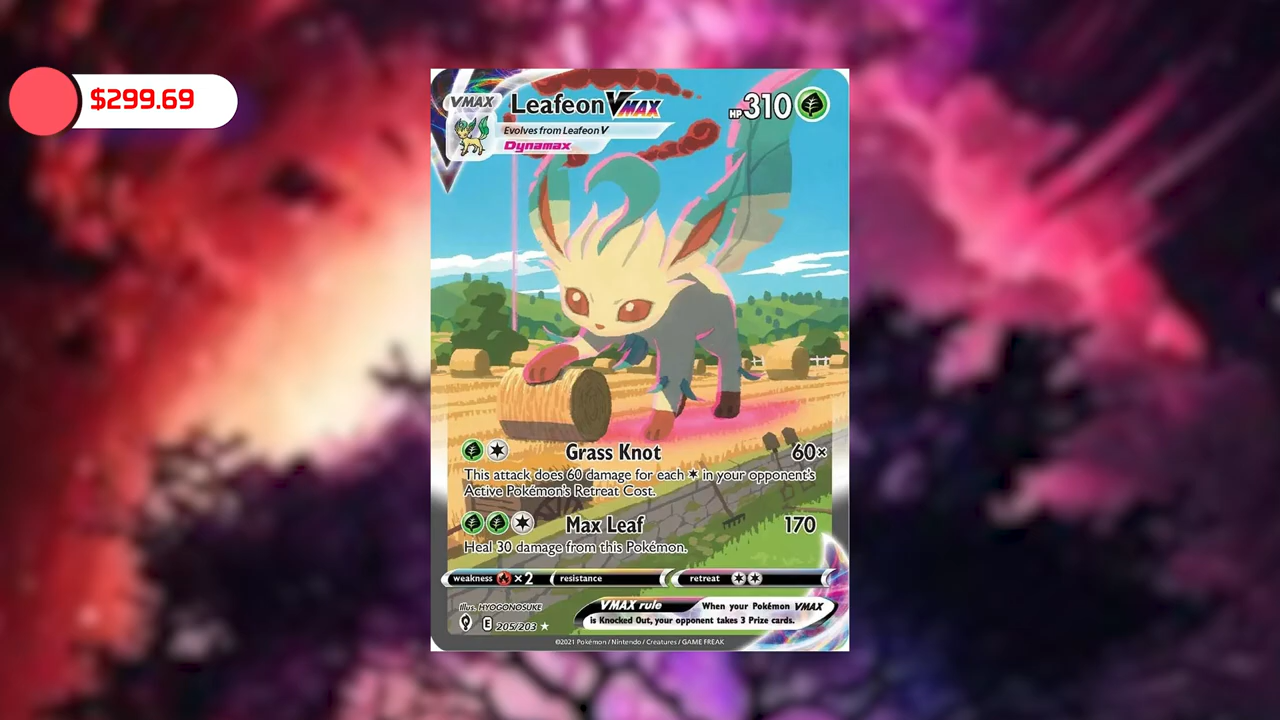 $299.69
VMAX Leafeon VMAX HP310
Evolves from Leafeon V
Dynamax
Grass Knot 60×
This attack does 60 damage for each in your opponent's
Active Pokémon's Retreat Cost.
Max Leaf 170
Heal 30 damage from this Pokémon.
weakness ×2 resistance retreat
Illus. HYOGONOSUKE
VMAX rule When your Pokémon VMAX
is Knocked Out, your opponent takes 3 Prize cards.
E 205/203 ★
©2021 Pokémon / Nintendo / Creatures / GAME FREAK